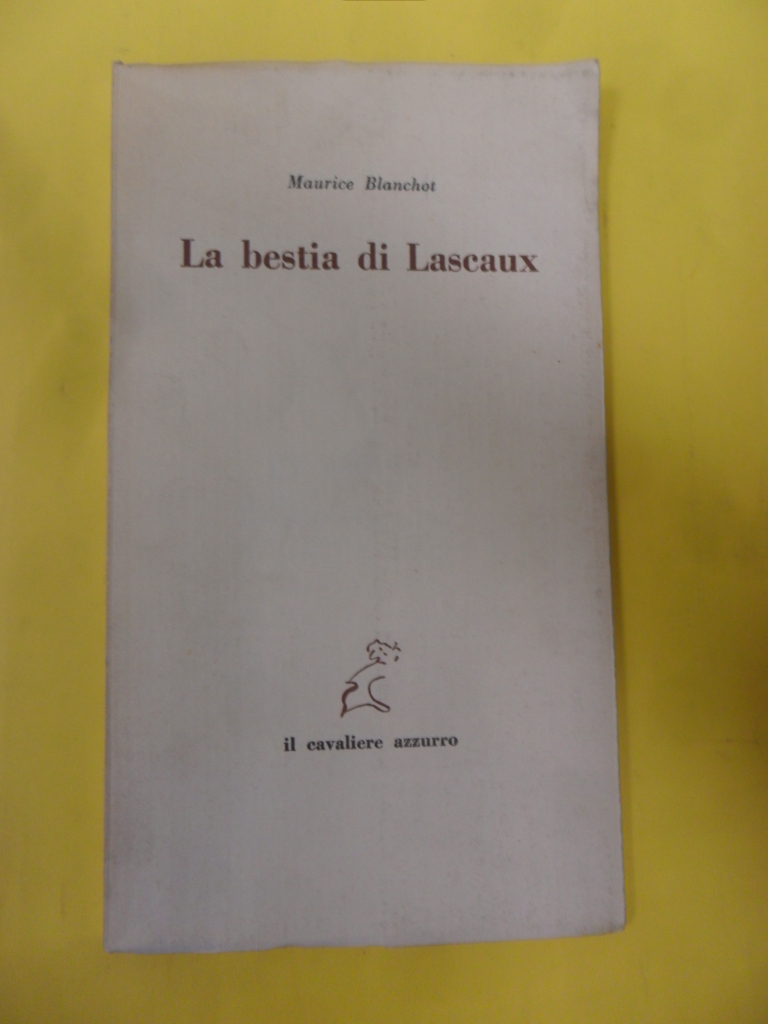 Maurice Blanchot
La bestia di Lascaux
il cavaliere azzurro